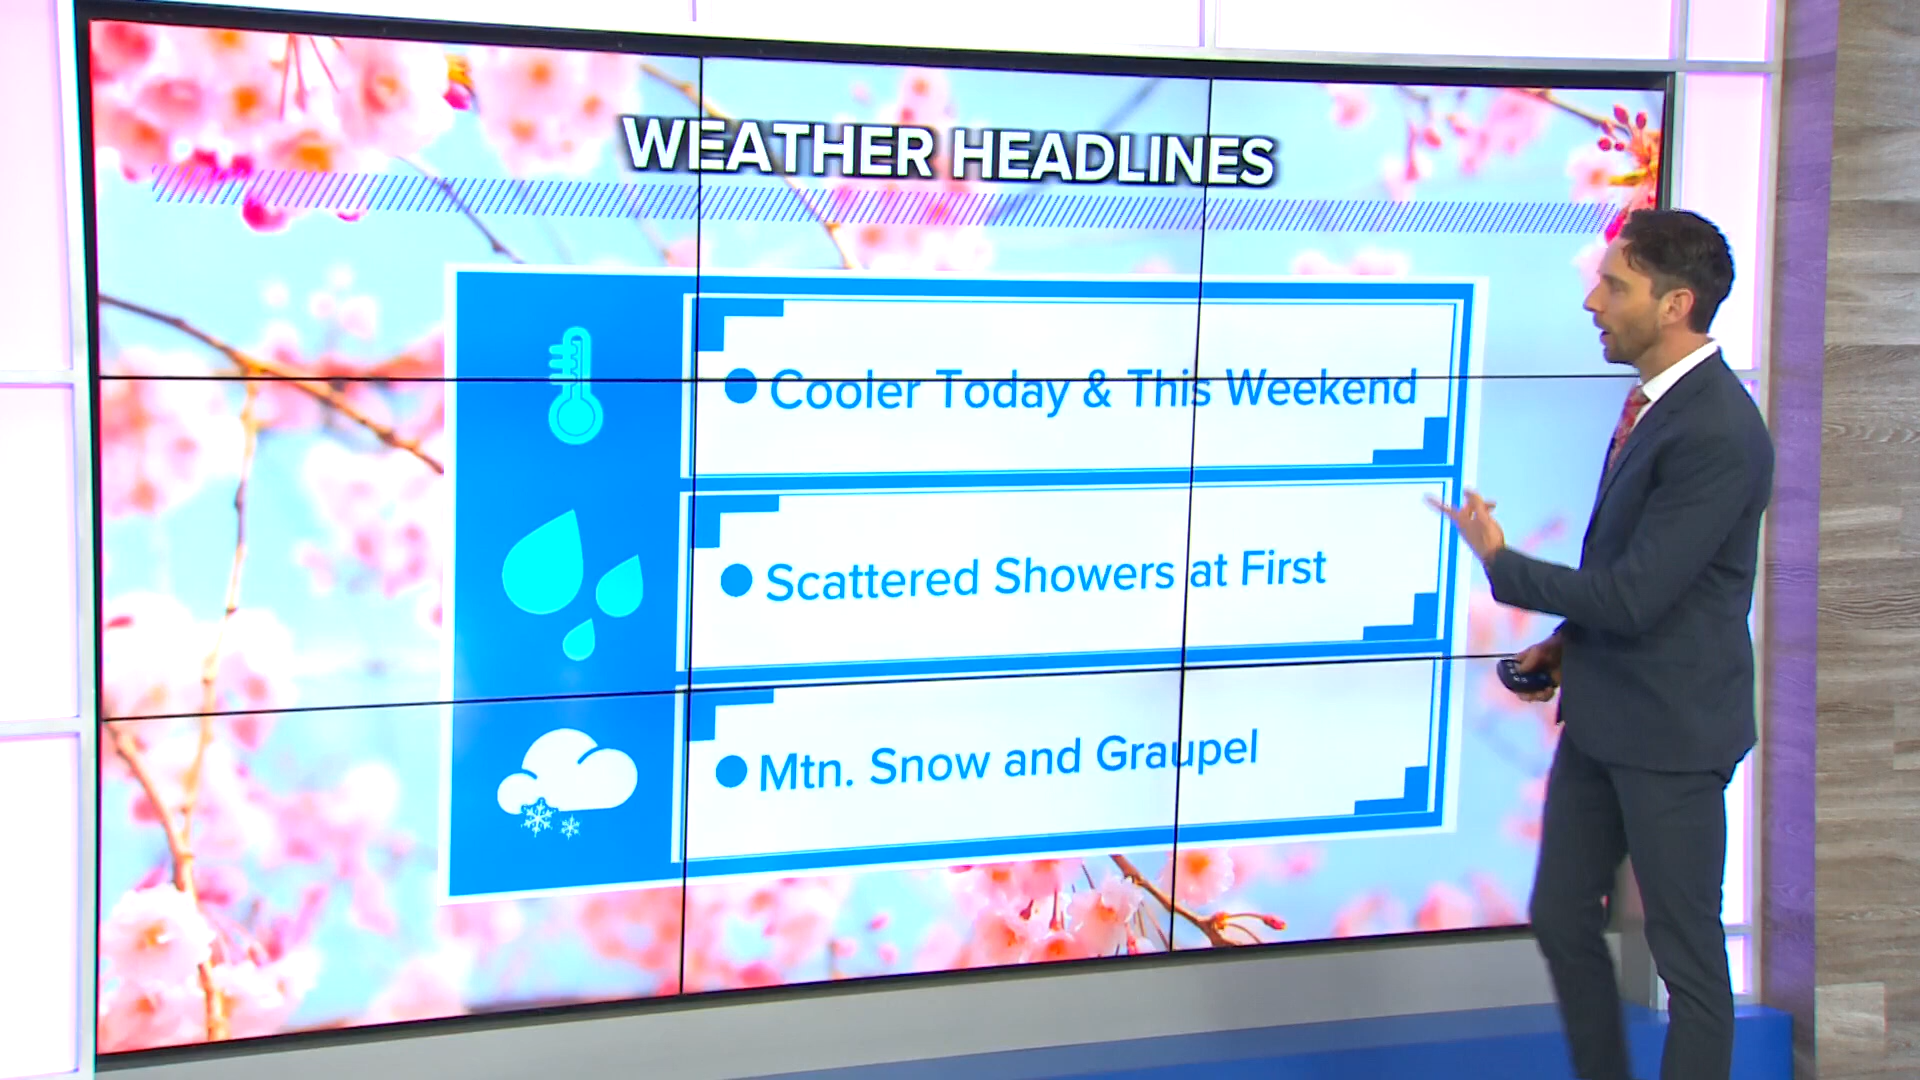 WEATHER HEADLINES
• Cooler Today & This Weekend
• Scattered Showers at First
• Mtn. Snow and Graupel